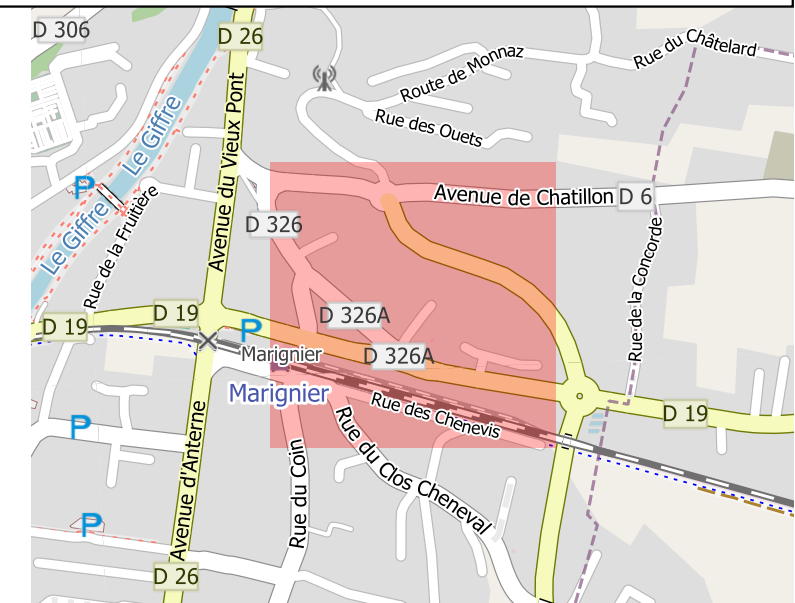 D 306
D 26
Rue du Châtelard
Route de Monnaz
Rue des Ouets
Le Giffre
Avenue du Vieux Pont
P
Le Giffre
Rue de la Fruitière
Avenue de Chatillon
D 6
D 326
Rue de la Concorde
D 19
D 19
D 326A
P
Marignier
D 326A
Marignier
Rue des Chenevis
D 19
P
Rue du Clos Cheneval
Avenue d'Anterne
Rue du Coin
P
D 26